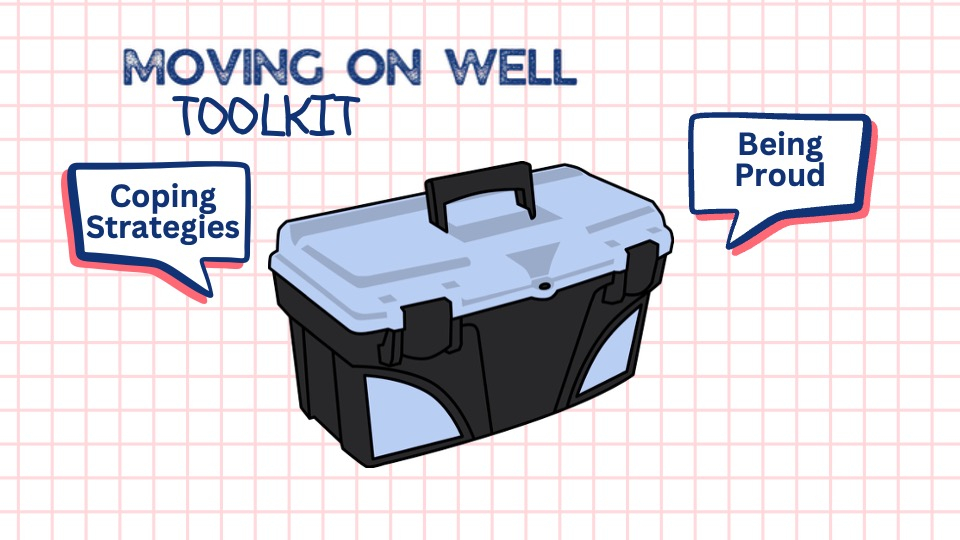 MOVING ON WELL
TOOLKIT
Coping
Strategies
Being
Proud